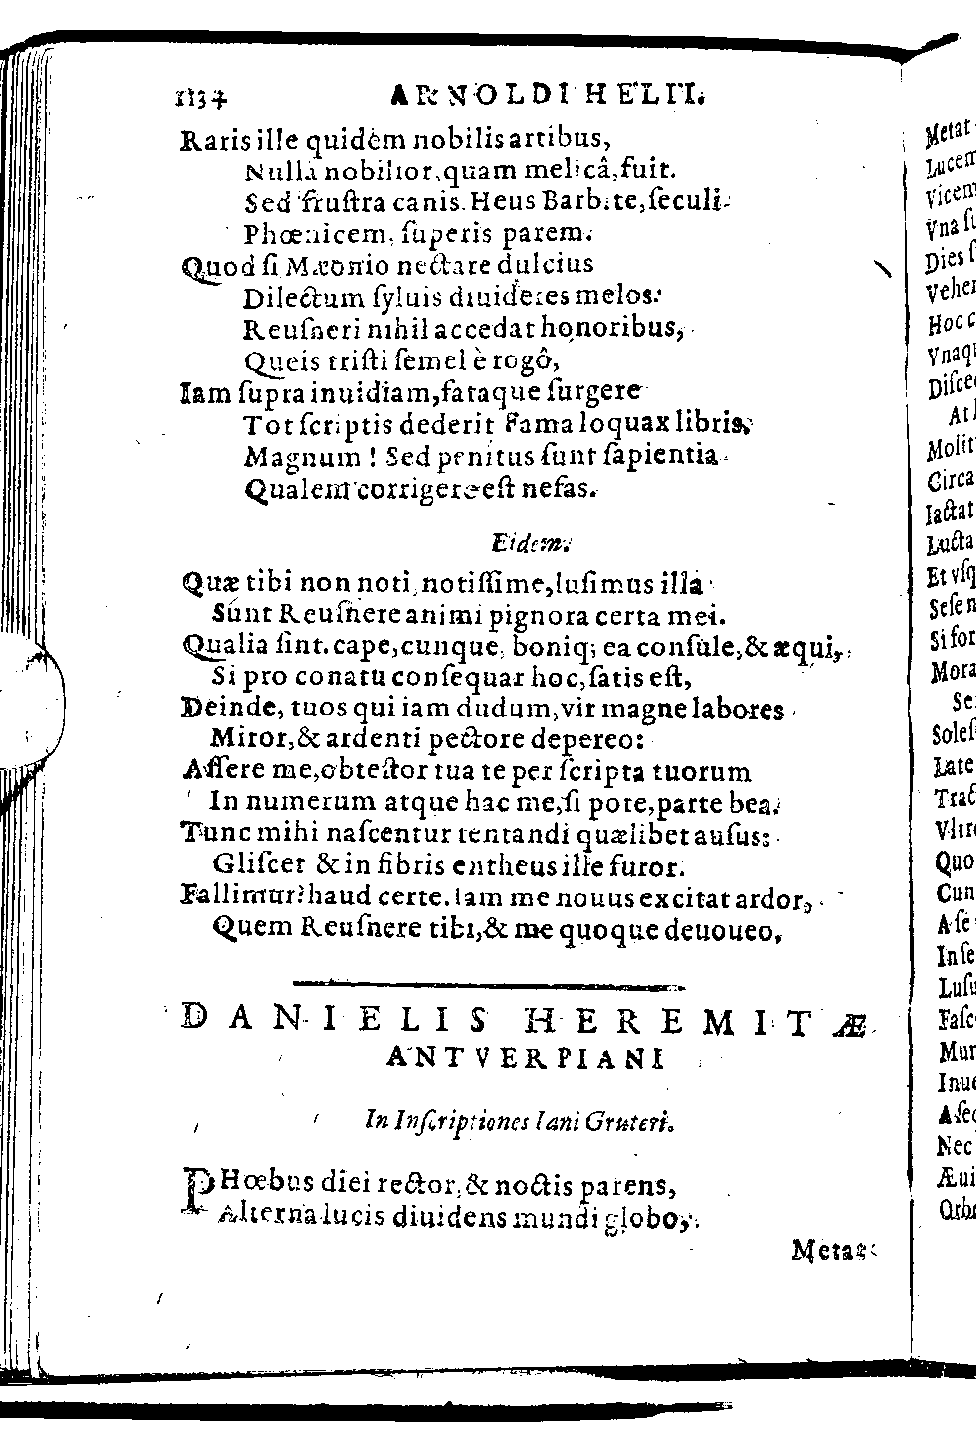 1134 ARNOLDI HELII.
Raris ille quidèm nobilis artibus,
Nullâ nobilior, quam melicâ, fuit.
Sed frustra canis. Heus Barbite, seculi
Phœnicem, superis parem.
Quod si Mæonio nectare dulcius
Dilectum syluis diuideres melos:
Reusneri nihil accedat honoribus,
Queis tristi semel è rogô,
Iam supra inuidiam, fataque surgere
Tot scriptis dederit Fama loquax libris,
Magnum! Sed penitus sunt sapientia
Qualem corrigere est nefas.
Eidem.
Quæ tibi non noti, notissime, lusimus illa
Sunt Reusnere animi pignora certa mei.
Qualia sint. cape, cunque, boniq; ea consule, & æqui,
Si pro conatu consequar hoc, satis est,
Deinde, tuos qui iam dudum, vir magne labores
Miror, & ardenti pectore depereo:
Assere me, obtestor tua te per scripta tuorum
In numerum atque hac me, si pote, parte bea.
Tunc mihi nascentur tentandi quælibet ausus:
Gliscet & in fibris entheus ille furor.
Fallimur? haud certe. Iam me nouus excitat ardor,
Quem Reusnere tibi, & me quoque deuoueo.
DANIELIS HEREMITÆ
ANTVERPIANI
In Inscriptiones Iani Gruteri.
PHœbus diei rector, & noctis parens,
Alterna lucis diuidens mundi globo,
Metas
Metat
Lucem
Vicem
Vna su
Dies s
Vehen
Hoc c
Vnaqu
Disce
At
Molit
Circa
Iactat
Lucta
Et vsq
Sese n
Si for
Mora
Se
Soles
Late
Trac
Vltro
Quo
Cun
A se
In se
Lusu
Fasc
Mun
Inue
A sec
Nec
Æui
Orb